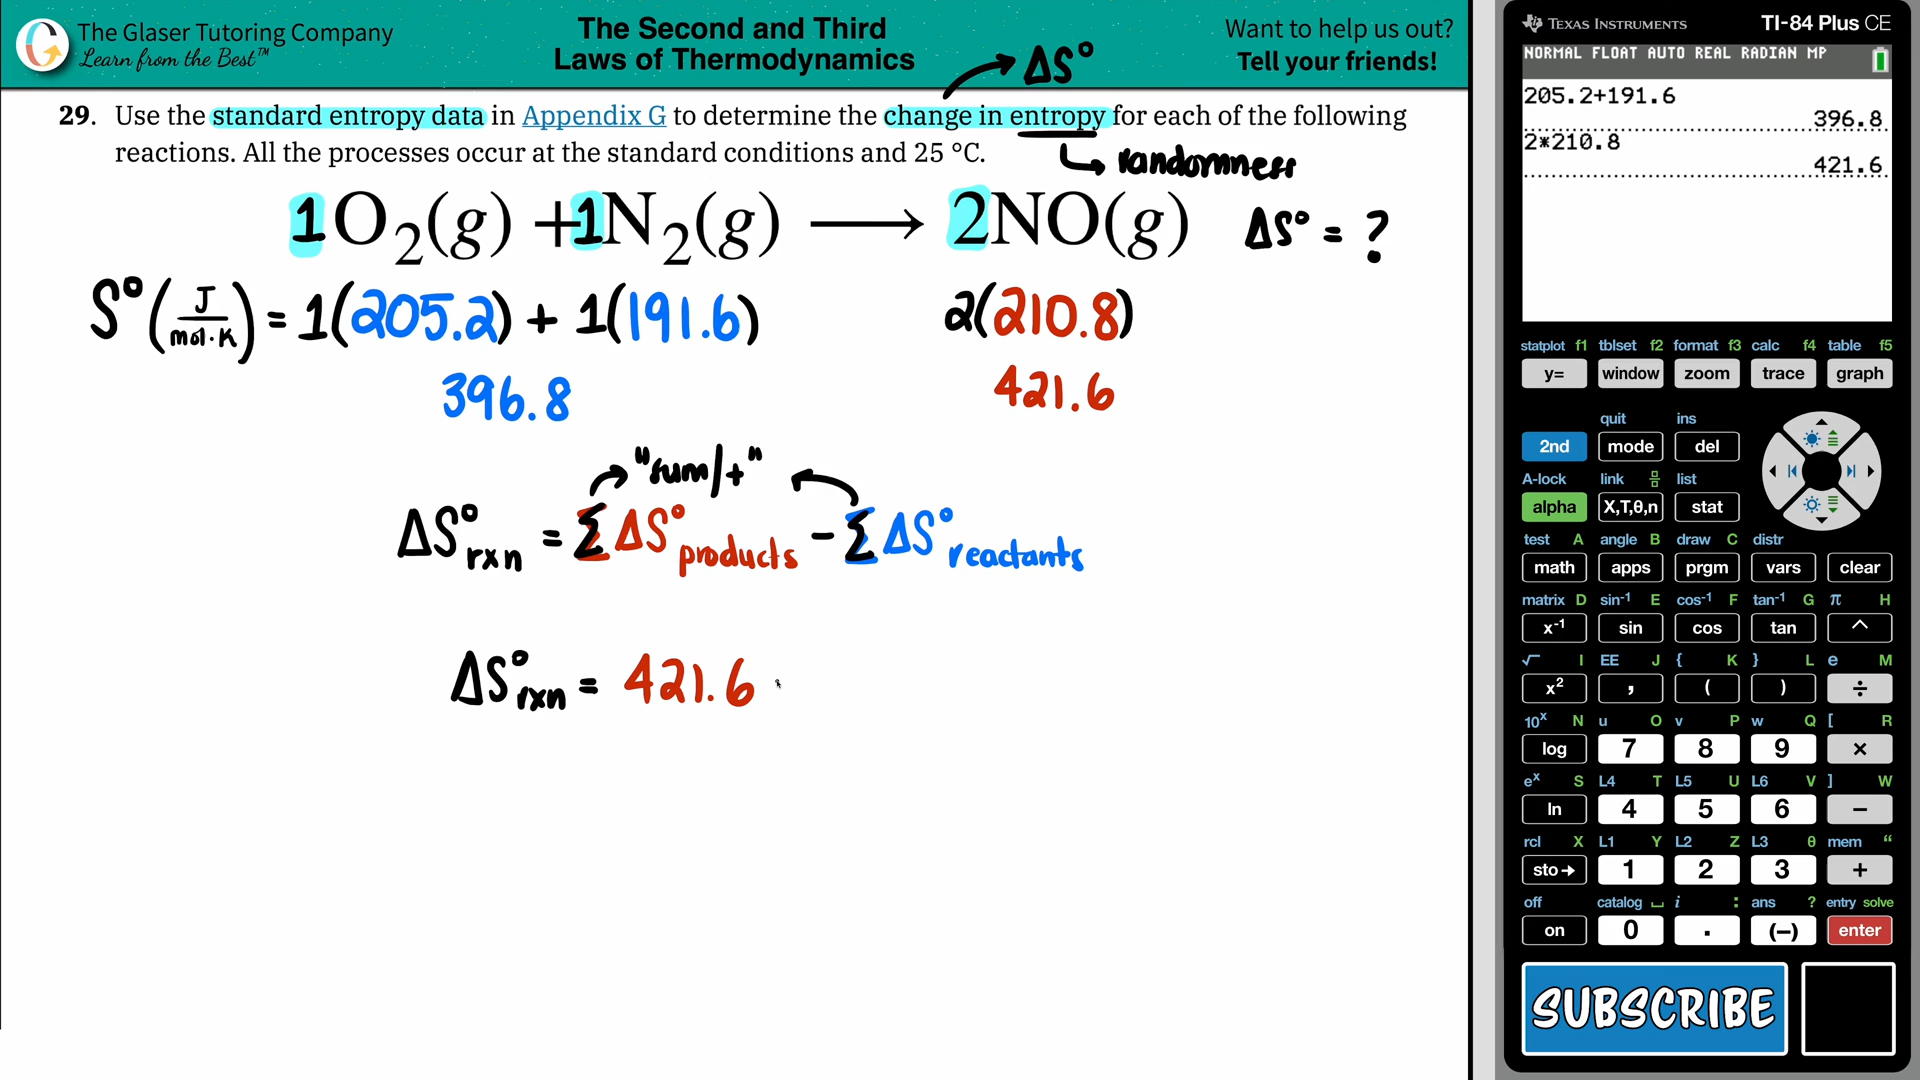 The Glaser Tutoring Company
Learn from the Best™
The Second and Third
Laws of Thermodynamics
Want to help us out?
Tell your friends!
ΔS°
29. Use the standard entropy data in Appendix G to determine the change in entropy for each of the following
reactions. All the processes occur at the standard conditions and 25 °C.
randomness
1O₂(g) + 1N₂(g) ⟶ 2NO(g) ΔS° = ?
S° (J/mol·K) = 1(205.2) + 1(191.6) 2(210.8)
396.8 421.6
"sum/+"
ΔS°rxn = Σ ΔS°products - Σ ΔS°reactants
ΔS°rxn = 421.6
TEXAS INSTRUMENTS TI-84 Plus CE
NORMAL FLOAT AUTO REAL RADIAN MP
205.2+191.6
396.8
2*210.8
421.6
statplot f1 tblset f2 format f3 calc f4 table f5
y= window zoom trace graph
quit ins
2nd mode del
A-lock link list
alpha X,T,θ,n stat
test A angle B draw C distr
math apps prgm vars clear
matrix D sin⁻¹ E cos⁻¹ F tan⁻¹ G π H
x⁻¹ sin cos tan ^
√ I EE J { K } L e M
x² , ( ) ÷
10ˣ N u O v P w Q [ R
log 7 8 9 ×
eˣ S L4 T L5 U L6 V ] W
ln 4 5 6 −
rcl X L1 Y L2 Z L3 θ mem "
sto→ 1 2 3 +
off catalog ⎵ i : ans ? entry solve
on 0 . (−) enter
SUBSCRIBE